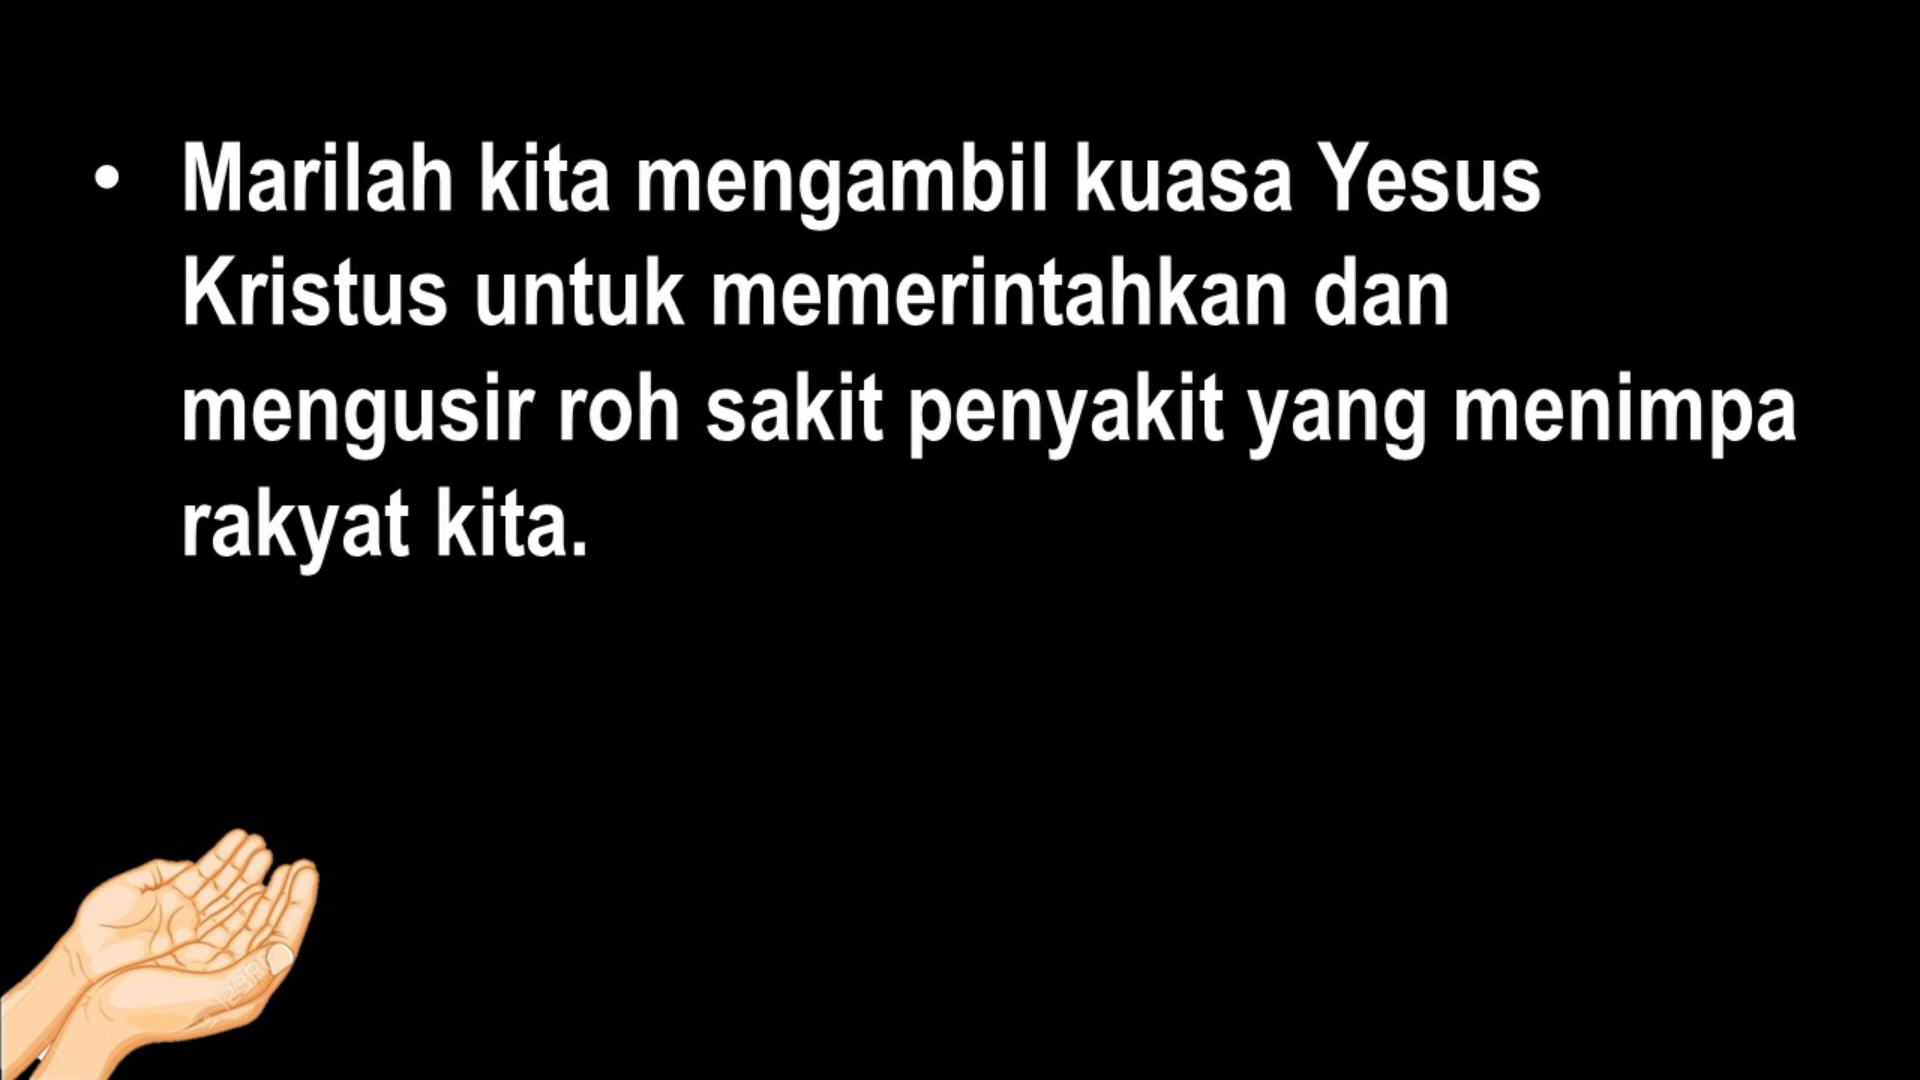 • Marilah kita mengambil kuasa Yesus
Kristus untuk memerintahkan dan
mengusir roh sakit penyakit yang menimpa
rakyat kita.